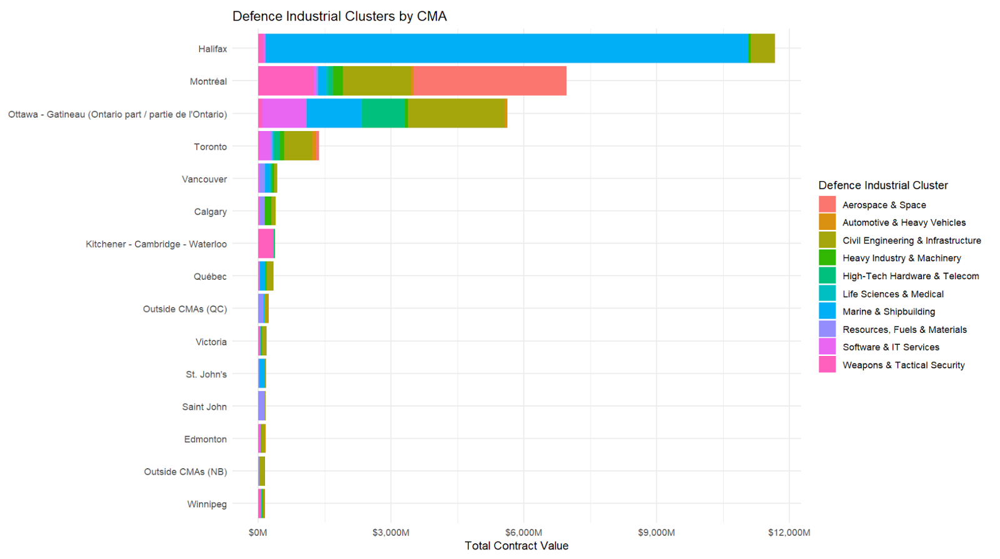 Defence Industrial Clusters by CMA
Halifax
Montréal
Ottawa - Gatineau (Ontario part / partie de l'Ontario)
Toronto
Vancouver
Calgary
Kitchener - Cambridge - Waterloo
Québec
Outside CMAs (QC)
Victoria
St. John's
Saint John
Edmonton
Outside CMAs (NB)
Winnipeg
$0M
$3,000M
$6,000M
$9,000M
$12,000M
Total Contract Value
Defence Industrial Cluster
Aerospace & Space
Automotive & Heavy Vehicles
Civil Engineering & Infrastructure
Heavy Industry & Machinery
High-Tech Hardware & Telecom
Life Sciences & Medical
Marine & Shipbuilding
Resources, Fuels & Materials
Software & IT Services
Weapons & Tactical Security